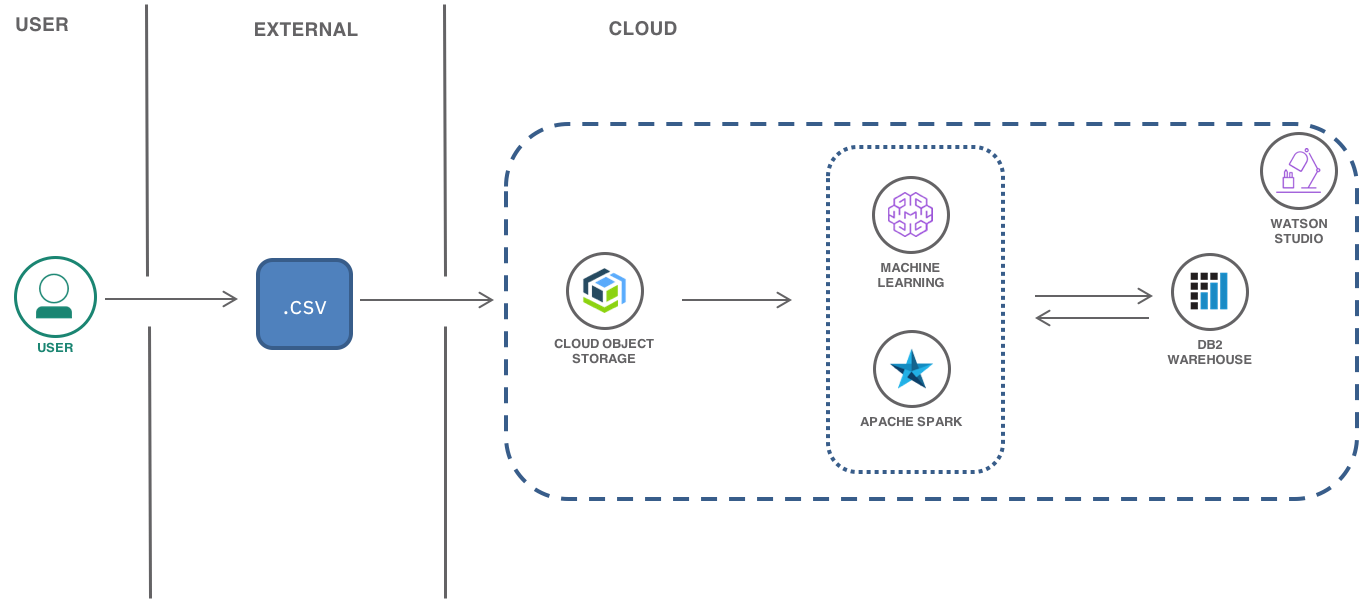 USER
EXTERNAL
CLOUD
USER
.CSV
CLOUD OBJECT
STORAGE
MACHINE
LEARNING
APACHE SPARK
DB2
WAREHOUSE
WATSON
STUDIO